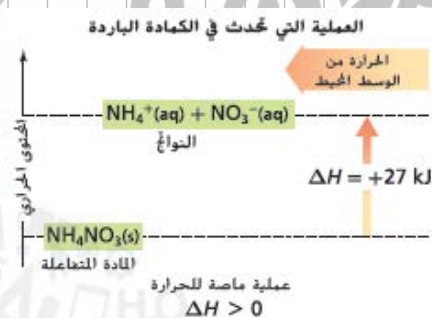 العملية التي تحدث في الكمادة الباردة
الحرارة من
الوسط المحيط
المحتوى الحراري
NH₄⁺(aq) + NO₃⁻(aq)
النواتج
ΔH = +27 kJ
NH₄NO₃(s)
المادة المتفاعلة
عملية ماصة للحرارة
ΔH > 0